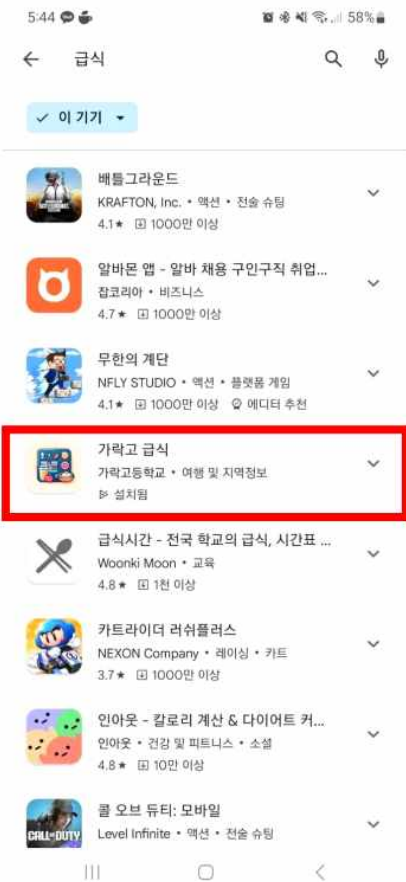 5:44 58%
급식
이 기기
배틀그라운드
KRAFTON, Inc. • 액션 • 전술 슈팅
4.1★ 1000만 이상
알바몬 앱 - 알바 채용 구인구직 취업...
잡코리아 • 비즈니스
4.7★ 1000만 이상
무한의 계단
NFLY STUDIO • 액션 • 플랫폼 게임
4.1★ 1000만 이상 에디터 추천
가락고 급식
가락고등학교 • 여행 및 지역정보
설치됨
급식시간 - 전국 학교의 급식, 시간표 ...
Woonki Moon • 교육
4.8★ 1천 이상
카트라이더 러쉬플러스
NEXON Company • 레이싱 • 카트
3.7★ 1000만 이상
인아웃 - 칼로리 계산 & 다이어트 커...
인아웃 • 건강 및 피트니스 • 소셜
4.8★ 10만 이상
콜 오브 듀티: 모바일
CALL OF DUTY
Level Infinite • 액션 • 전술 슈팅